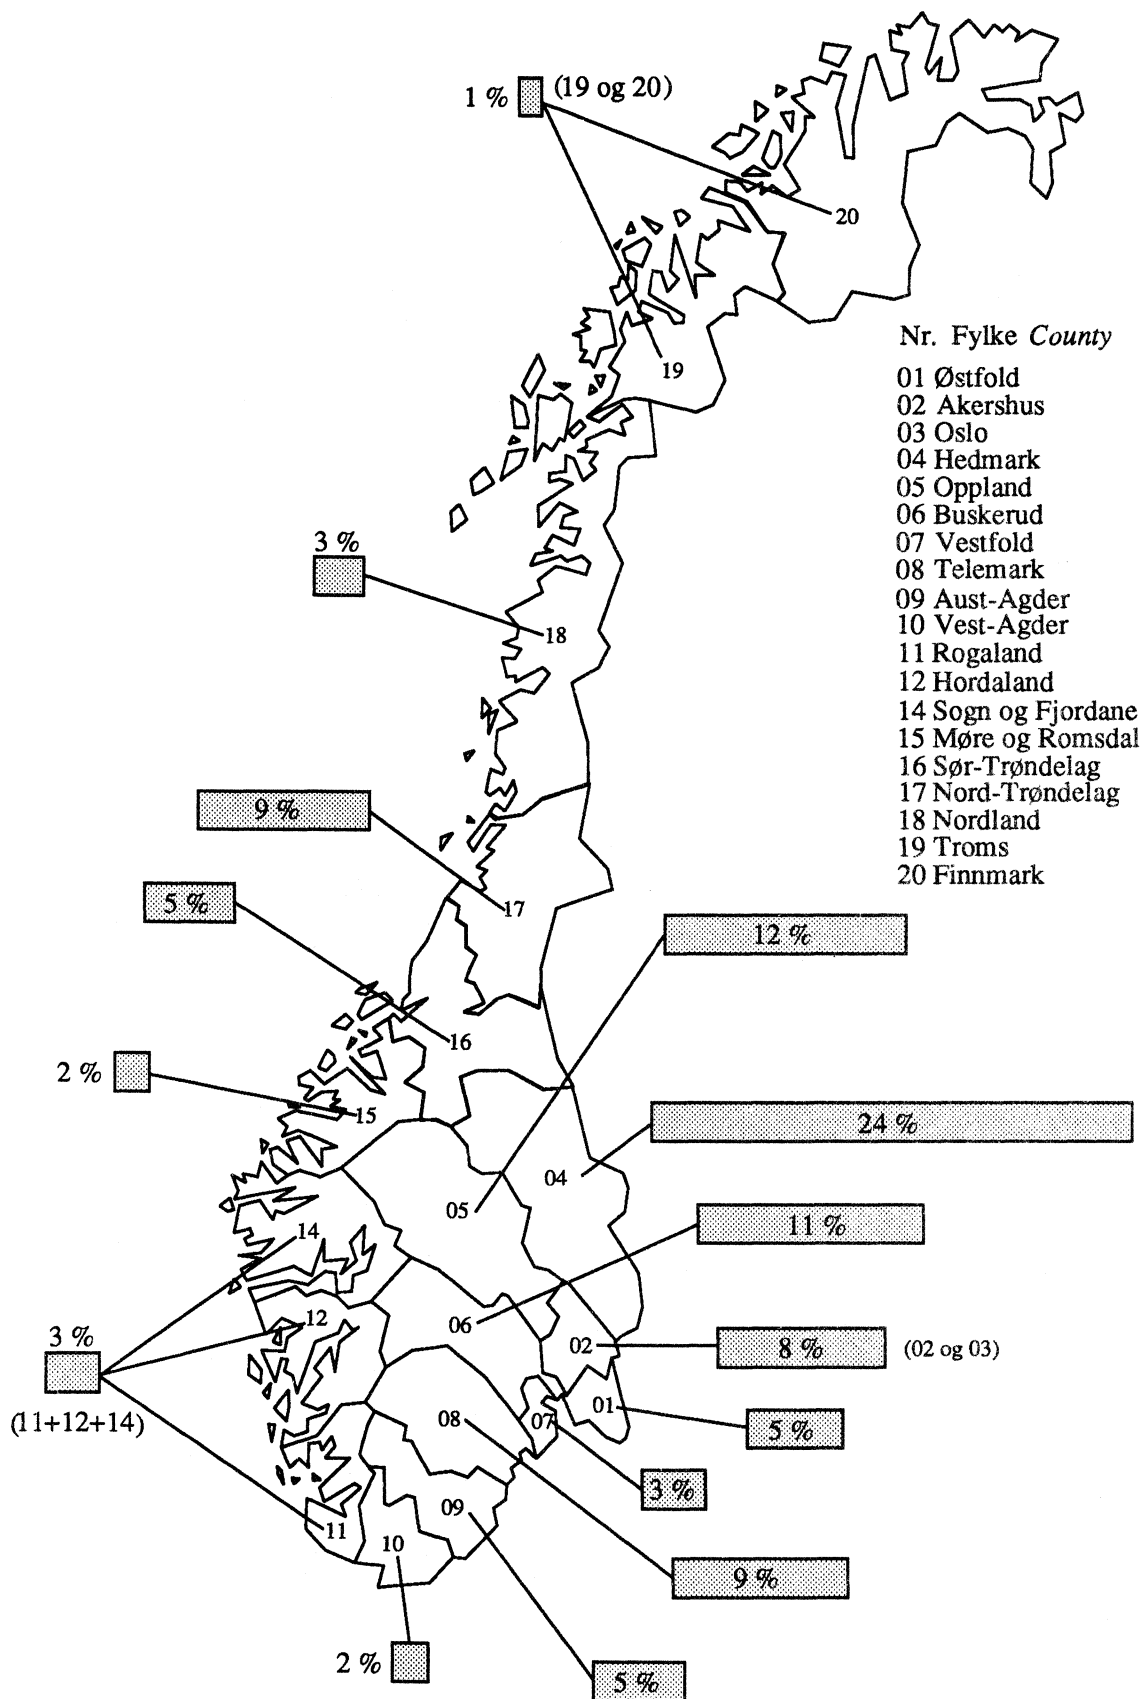 1 %
(19 og 20)
20
19
Nr. Fylke County
01 Østfold
02 Akershus
03 Oslo
04 Hedmark
05 Oppland
06 Buskerud
07 Vestfold
08 Telemark
09 Aust-Agder
10 Vest-Agder
11 Rogaland
12 Hordaland
14 Sogn og Fjordane
15 Møre og Romsdal
16 Sør-Trøndelag
17 Nord-Trøndelag
18 Nordland
19 Troms
20 Finnmark
3 %
18
9 %
5 %
17
12 %
16
2 %
15
24 %
04
05
14
11 %
12
06
3 %
02
8 %
(02 og 03)
(11+12+14)
08
07
01
5 %
3 %
09
11
10
9 %
2 %
5 %